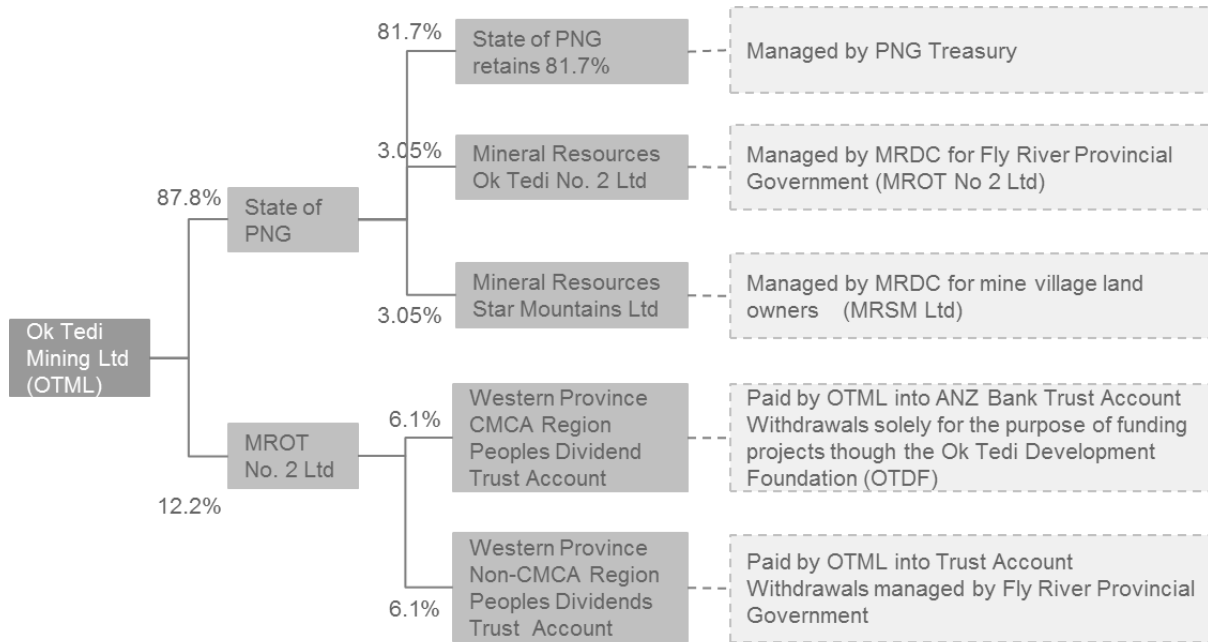 Ok Tedi
Mining Ltd
(OTML)
87.8%
State of
PNG
81.7%
State of PNG
retains 81.7%
Managed by PNG Treasury
3.05%
Mineral Resources
Ok Tedi No. 2 Ltd
Managed by MRDC for Fly River Provincial
Government (MROT No 2 Ltd)
3.05%
Mineral Resources
Star Mountains Ltd
Managed by MRDC for mine village land
owners (MRSM Ltd)
12.2%
MROT
No. 2 Ltd
6.1%
Western Province
CMCA Region
Peoples Dividend
Trust Account
Paid by OTML into ANZ Bank Trust Account
Withdrawals solely for the purpose of funding
projects though the Ok Tedi Development
Foundation (OTDF)
6.1%
Western Province
Non-CMCA Region
Peoples Dividends
Trust Account
Paid by OTML into Trust Account
Withdrawals managed by Fly River Provincial
Government